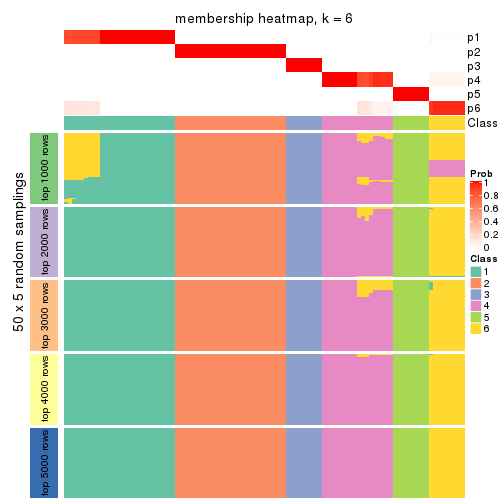 membership heatmap, k = 6
p1
p2
p3
p4
p5
p6
Class
50 x 5 random samplings
top 1000 rows
top 2000 rows
top 3000 rows
top 4000 rows
top 5000 rows
Prob
1
0.8
0.6
0.4
0.2
0
Class
1
2
3
4
5
6